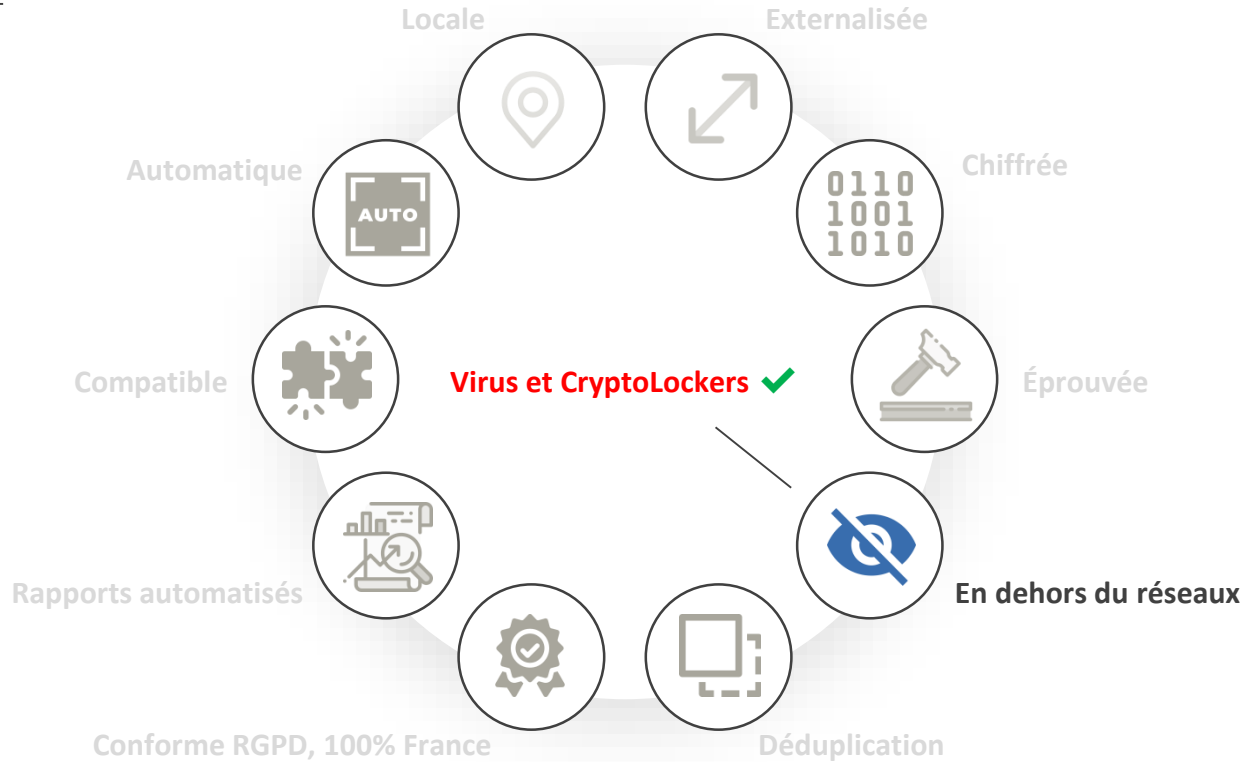 Locale
Externalisée
Automatique
Chiffrée
AUTO
0110
1001
1010
Compatible
Virus et CryptoLockers
Éprouvée
Rapports automatisés
En dehors du réseaux
Conforme RGPD, 100% France
Déduplication